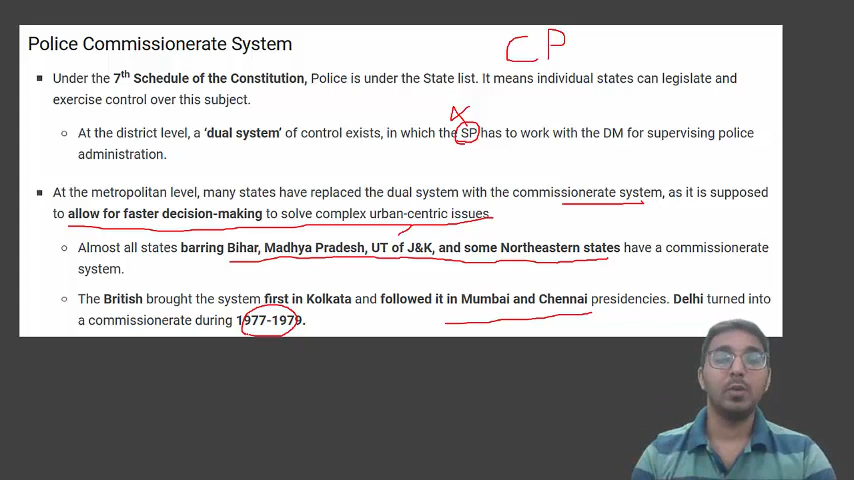 Police Commissionerate System
CP
▪ Under the 7th Schedule of the Constitution, Police is under the State list. It means individual states can legislate and
exercise control over this subject.
○ At the district level, a ‘dual system’ of control exists, in which the SP has to work with the DM for supervising police
administration.
▪ At the metropolitan level, many states have replaced the dual system with the commissionerate system, as it is supposed
to allow for faster decision-making to solve complex urban-centric issues.
○ Almost all states barring Bihar, Madhya Pradesh, UT of J&K, and some Northeastern states have a commissionerate
system.
○ The British brought the system first in Kolkata and followed it in Mumbai and Chennai presidencies. Delhi turned into
a commissionerate during 1977-1979.